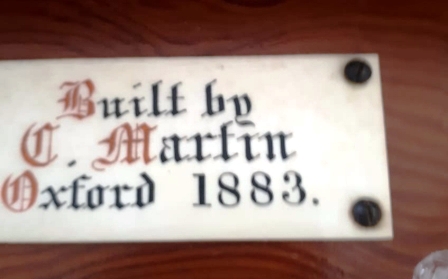 Built by
C. Martin
Oxford 1883.